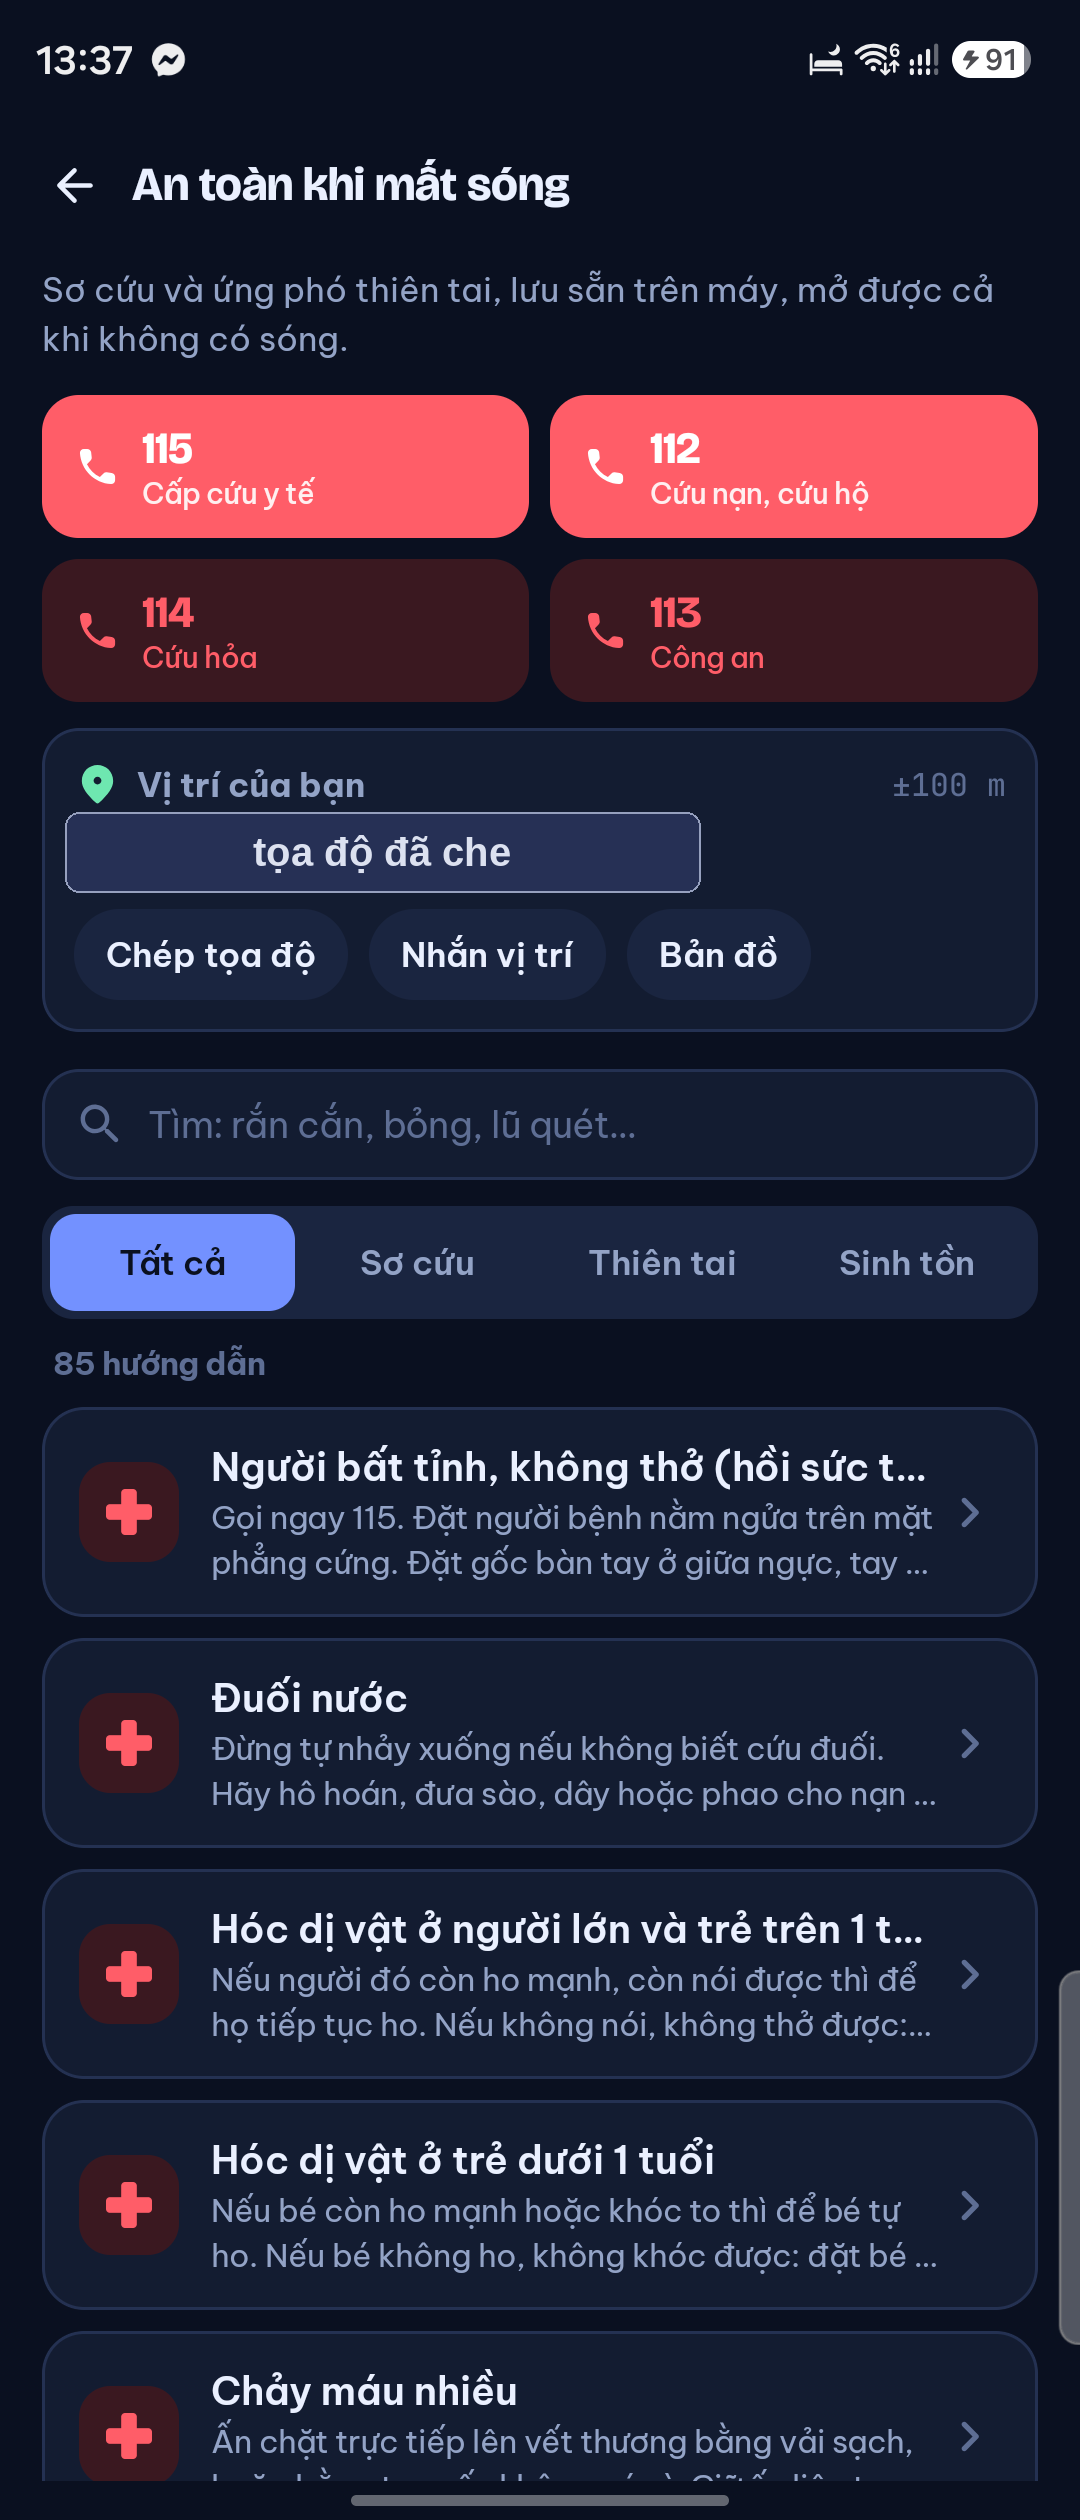 13:37
6
91
An toàn khi mất sóng
Sơ cứu và ứng phó thiên tai, lưu sẵn trên máy, mở được cả
khi không có sóng.
115
Cấp cứu y tế
112
Cứu nạn, cứu hộ
114
Cứu hỏa
113
Công an
Vị trí của bạn
±100 m
tọa độ đã che
Chép tọa độ
Nhắn vị trí
Bản đồ
Tìm: rắn cắn, bỏng, lũ quét...
Tất cả
Sơ cứu
Thiên tai
Sinh tồn
85 hướng dẫn
Người bất tỉnh, không thở (hồi sức t...
Gọi ngay 115. Đặt người bệnh nằm ngửa trên mặt
phẳng cứng. Đặt gốc bàn tay ở giữa ngực, tay ...
Đuối nước
Đừng tự nhảy xuống nếu không biết cứu đuối.
Hãy hô hoán, đưa sào, dây hoặc phao cho nạn ...
Hóc dị vật ở người lớn và trẻ trên 1 t...
Nếu người đó còn ho mạnh, còn nói được thì để
họ tiếp tục ho. Nếu không nói, không thở được:...
Hóc dị vật ở trẻ dưới 1 tuổi
Nếu bé còn ho mạnh hoặc khóc to thì để bé tự
ho. Nếu bé không ho, không khóc được: đặt bé ...
Chảy máu nhiều
Ấn chặt trực tiếp lên vết thương bằng vải sạch,